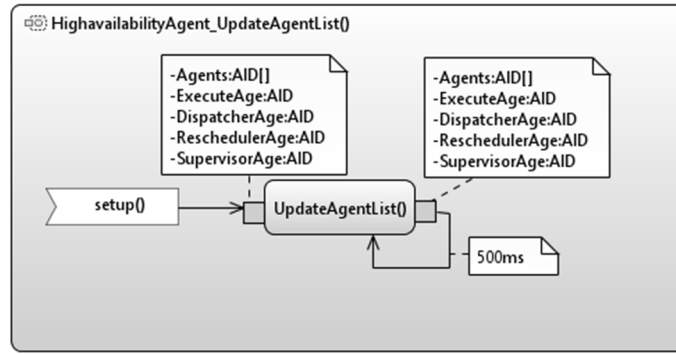 HighavailabilityAgent_UpdateAgentList()
-Agents:AID[]
-ExecuteAge:AID
-DispatcherAge:AID
-ReschedulerAge:AID
-SupervisorAge:AID
-Agents:AID[]
-ExecuteAge:AID
-DispatcherAge:AID
-ReschedulerAge:AID
-SupervisorAge:AID
setup()
UpdateAgentList()
500ms